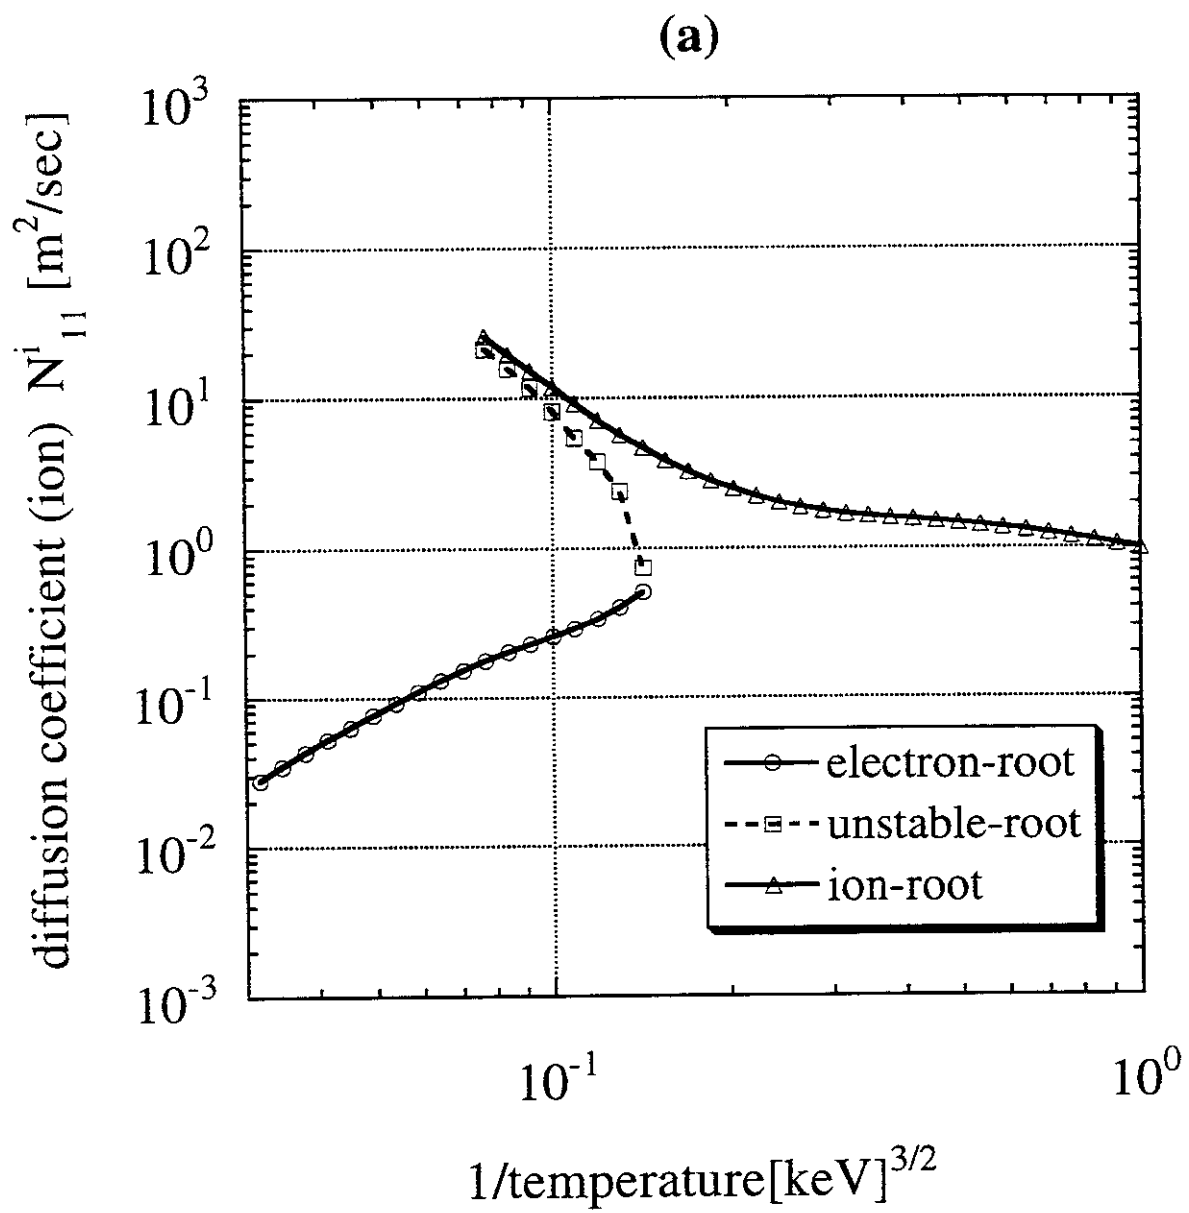 (a)
10^3
10^2
10^1
10^0
10^-1
10^-2
10^-3
diffusion coefficient (ion) N^i_11 [m^2/sec]
electron-root
unstable-root
ion-root
10^-1
10^0
1/temperature[keV]^3/2